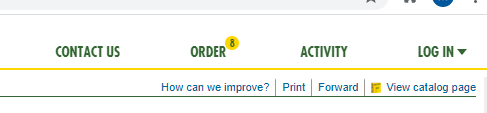 CONTACT US ORDER 8 ACTIVITY LOG IN
How can we improve? Print Forward View catalog page